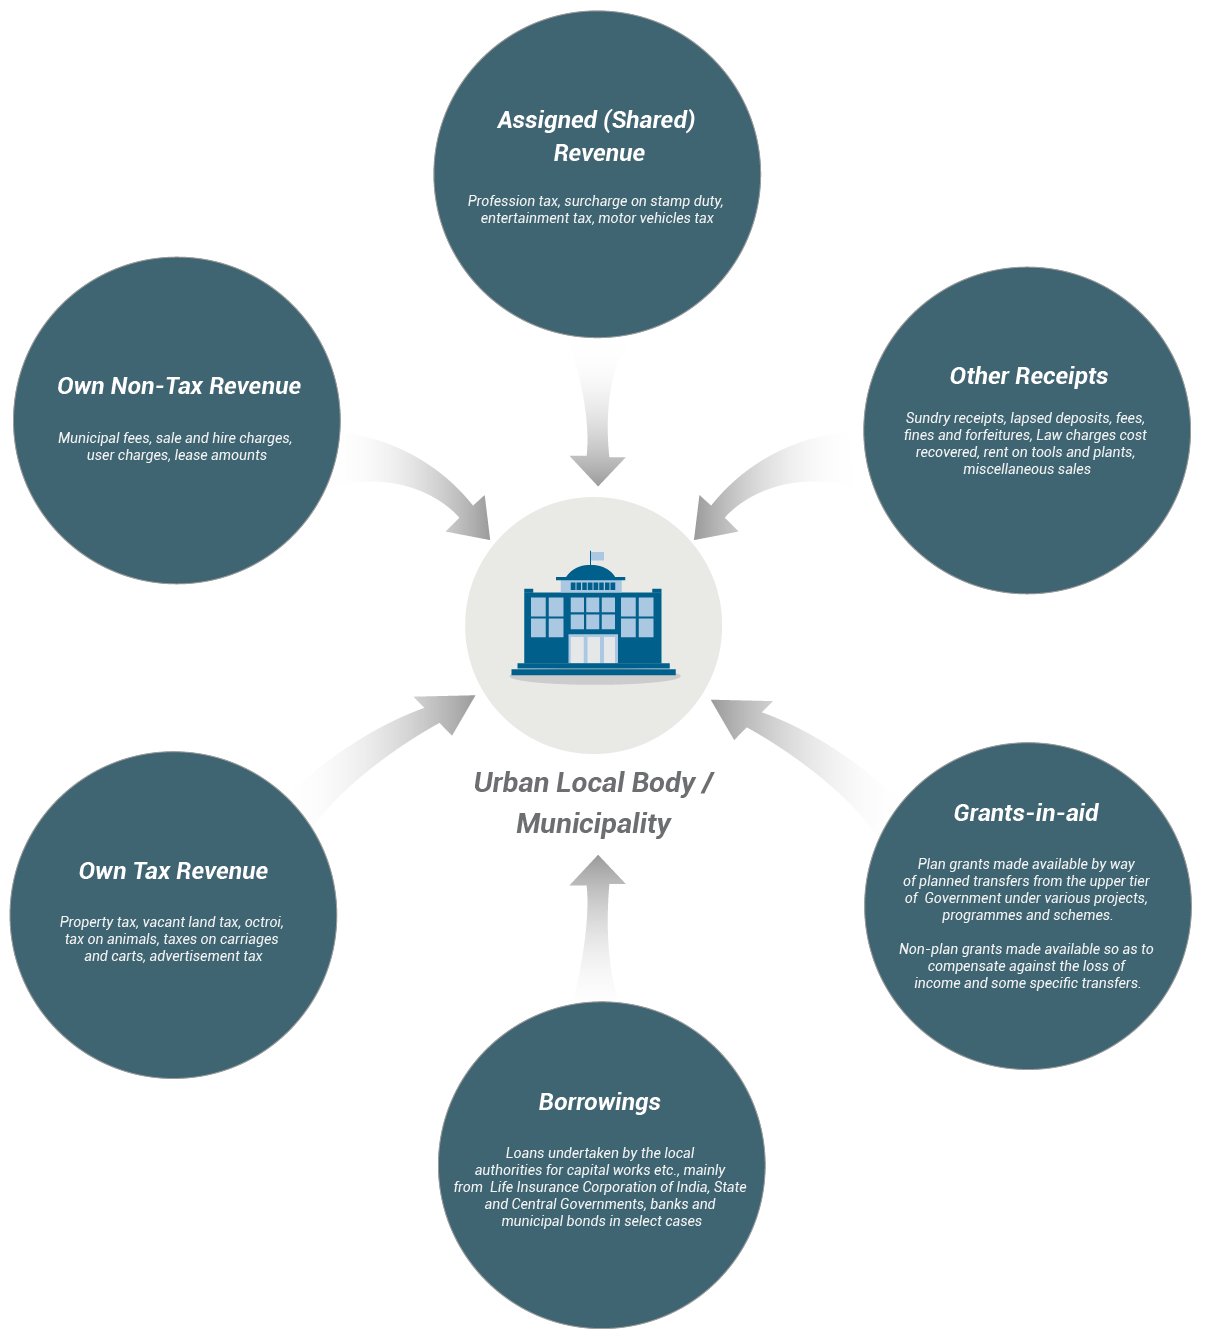 Assigned (Shared)
Revenue
Profession tax, surcharge on stamp duty,
entertainment tax, motor vehicles tax
Own Non-Tax Revenue
Municipal fees, sale and hire charges,
user charges, lease amounts
Other Receipts
Sundry receipts, lapsed deposits, fees,
fines and forfeitures, Law charges cost
recovered, rent on tools and plants,
miscellaneous sales
Urban Local Body /
Municipality
Own Tax Revenue
Property tax, vacant land tax, octroi,
tax on animals, taxes on carriages
and carts, advertisement tax
Grants-in-aid
Plan grants made available by way
of planned transfers from the upper tier
of Government under various projects,
programmes and schemes.
Non-plan grants made available so as to
compensate against the loss of
income and some specific transfers.
Borrowings
Loans undertaken by the local
authorities for capital works etc., mainly
from Life Insurance Corporation of India, State
and Central Governments, banks and
municipal bonds in select cases